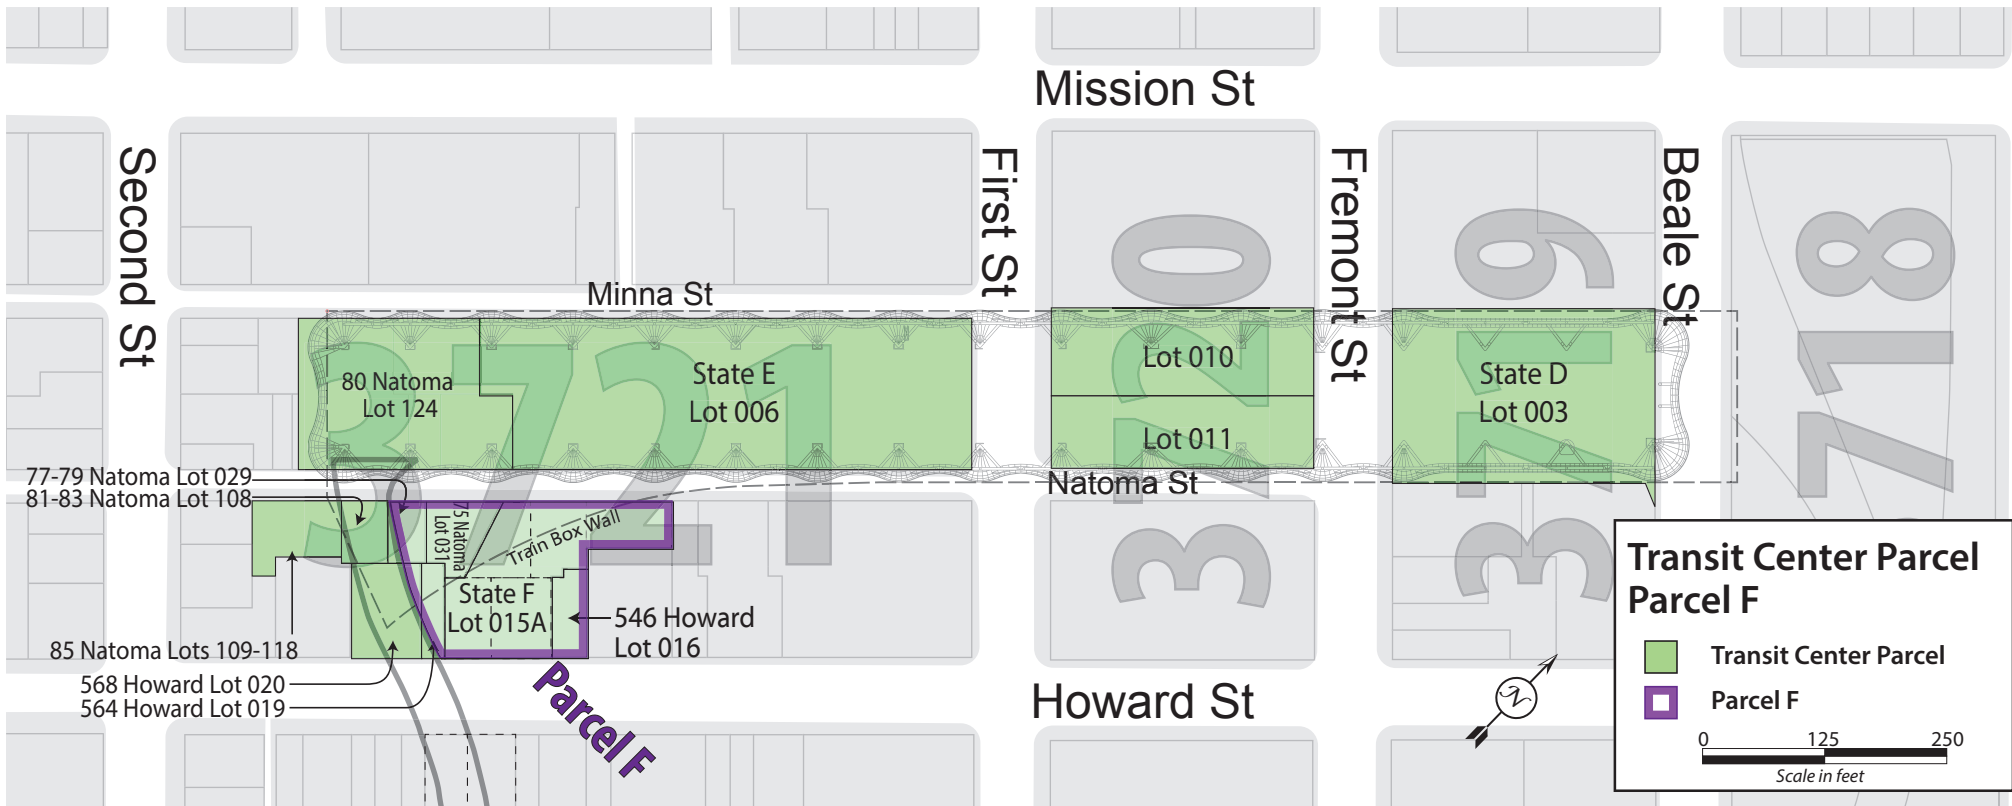 Mission St
Second St
First St
Fremont St
Beale St
Minna St
3721
3720
3719
3718
80 Natoma
Lot 124
State E
Lot 006
Lot 010
Lot 011
State D
Lot 003
Natoma St
77-79 Natoma Lot 029
81-83 Natoma Lot 108
75 Natoma
Lot 031
Train Box Wall
State F
Lot 015A
546 Howard
Lot 016
85 Natoma Lots 109-118
568 Howard Lot 020
564 Howard Lot 019
Parcel F
Howard St
N
Transit Center Parcel
Parcel F
Transit Center Parcel
Parcel F
0 125 250
Scale in feet